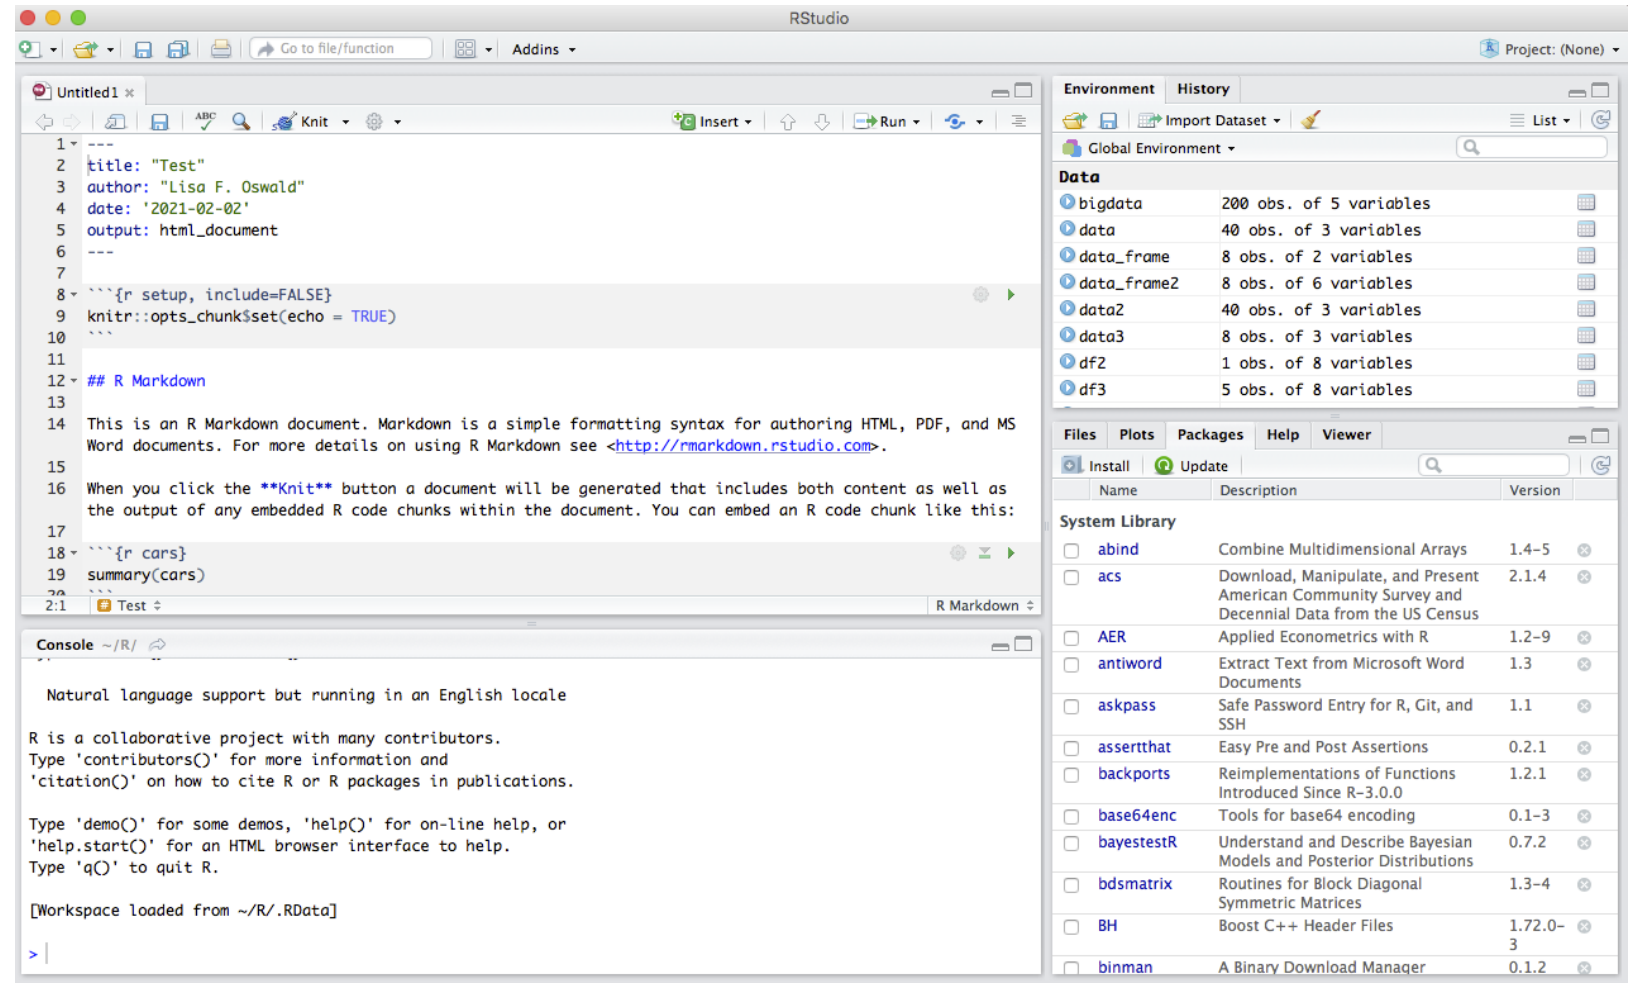 RStudio
Go to file/function
Addins
Project: (None)
Untitled1
ABC
Knit
Insert
Run
1 ---
2 title: "Test"
3 author: "Lisa F. Oswald"
4 date: '2021-02-02'
5 output: html_document
6 ---
7
8 ```{r setup, include=FALSE}
9 knitr::opts_chunk$set(echo = TRUE)
10 ```
11
12 ## R Markdown
13
14 This is an R Markdown document. Markdown is a simple formatting syntax for authoring HTML, PDF, and MS
Word documents. For more details on using R Markdown see <http://rmarkdown.rstudio.com>.
15
16 When you click the **Knit** button a document will be generated that includes both content as well as
the output of any embedded R code chunks within the document. You can embed an R code chunk like this:
17
18 ```{r cars}
19 summary(cars)
20 ```
2:1 # Test R Markdown
Console ~/R/
Natural language support but running in an English locale
R is a collaborative project with many contributors.
Type 'contributors()' for more information and
'citation()' on how to cite R or R packages in publications.
Type 'demo()' for some demos, 'help()' for on-line help, or
'help.start()' for an HTML browser interface to help.
Type 'q()' to quit R.
[Workspace loaded from ~/R/.RData]
>
Environment History
Import Dataset List
Global Environment
Data
bigdata 200 obs. of 5 variables
data 40 obs. of 3 variables
data_frame 8 obs. of 2 variables
data_frame2 8 obs. of 6 variables
data2 40 obs. of 3 variables
data3 8 obs. of 3 variables
df2 1 obs. of 8 variables
df3 5 obs. of 8 variables
Files Plots Packages Help Viewer
Install Update
Name Description Version
System Library
abind Combine Multidimensional Arrays 1.4-5
acs Download, Manipulate, and Present 2.1.4
American Community Survey and
Decennial Data from the US Census
AER Applied Econometrics with R 1.2-9
antiword Extract Text from Microsoft Word 1.3
Documents
askpass Safe Password Entry for R, Git, and 1.1
SSH
assertthat Easy Pre and Post Assertions 0.2.1
backports Reimplementations of Functions 1.2.1
Introduced Since R-3.0.0
base64enc Tools for base64 encoding 0.1-3
bayestestR Understand and Describe Bayesian 0.7.2
Models and Posterior Distributions
bdsmatrix Routines for Block Diagonal 1.3-4
Symmetric Matrices
BH Boost C++ Header Files 1.72.0-
3
binman A Binary Download Manager 0.1.2